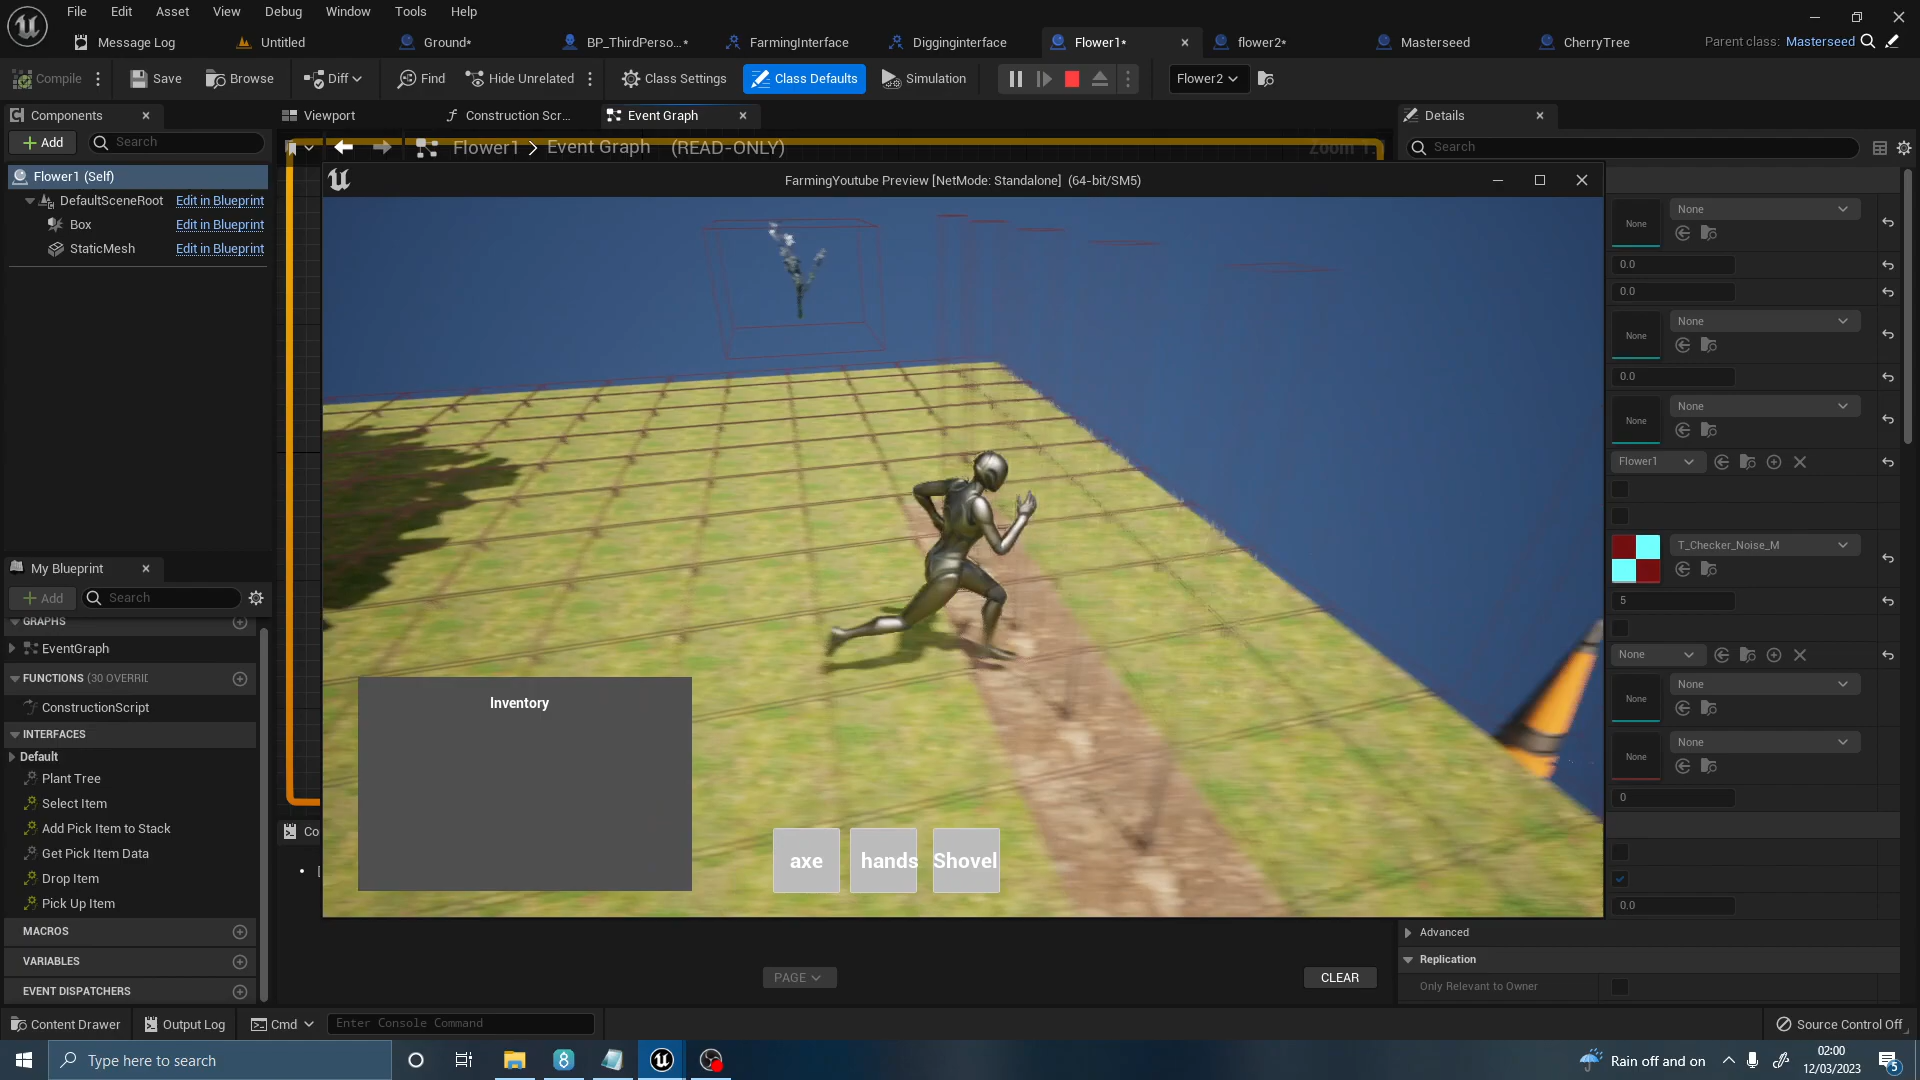 File Edit Asset View Debug Window Tools Help
Message Log
Untitled
Ground*
BP_ThirdPerso...*
FarmingInterface
Digginginterface
Flower1*
flower2*
Masterseed
CherryTree
Parent class: Masterseed
Compile
Save
Browse
Diff
Find
Hide Unrelated
Class Settings
Class Defaults
Simulation
Flower2
Components
Viewport
Construction Scr...
Event Graph
Details
Add
Search
Flower1 > Event Graph (READ-ONLY)
Search
Flower1 (Self)
DefaultSceneRoot Edit in Blueprint
Box Edit in Blueprint
StaticMesh Edit in Blueprint
FarmingYoutube Preview [NetMode: Standalone] (64-bit/SM5)
None
None
0.0
0.0
None
None
0.0
None
None
Flower1
T_Checker_Noise_M
5
None
None
None
None
None
0
0.0
My Blueprint
Add
Search
GRAPHS
EventGraph
FUNCTIONS (30 OVERRID
ConstructionScript
INTERFACES
Default
Plant Tree
Select Item
Add Pick Item to Stack
Get Pick Item Data
Drop Item
Pick Up Item
MACROS
VARIABLES
EVENT DISPATCHERS
Inventory
axe
hands
Shovel
Co
Advanced
Replication
Only Relevant to Owner
PAGE
CLEAR
Content Drawer
Output Log
Cmd
Enter Console Command
Source Control Off
Type here to search
Rain off and on
02:00
12/03/2023
5